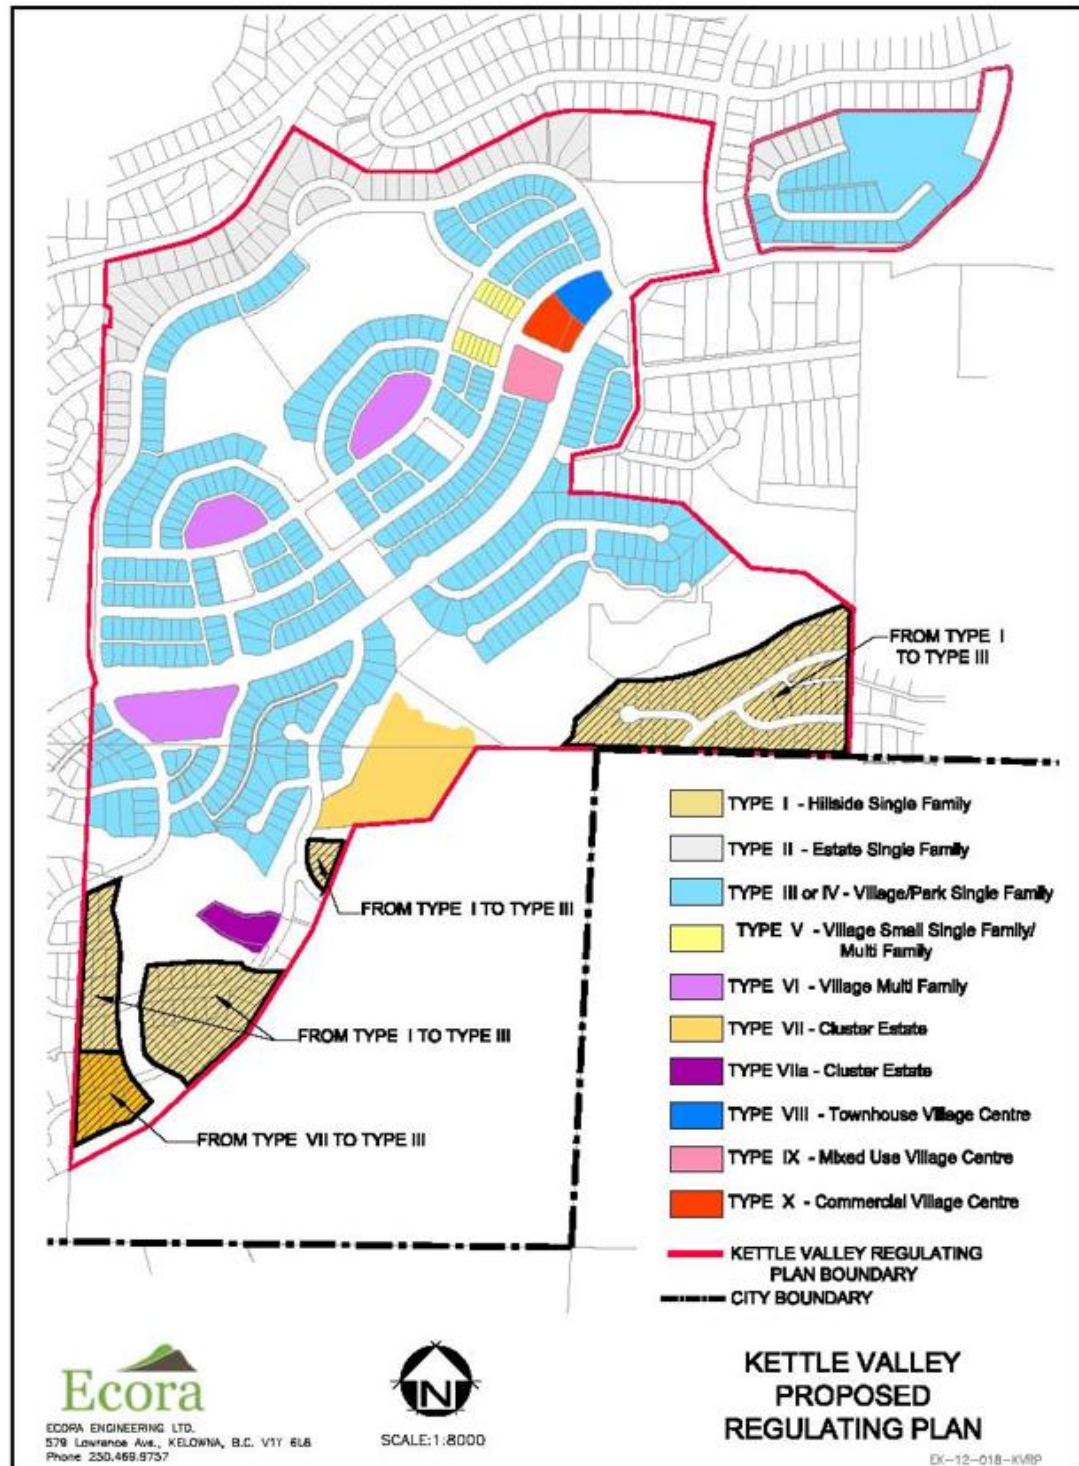 FROM TYPE I
TO TYPE III
TYPE I - Hillside Single Family
TYPE II - Estate Single Family
TYPE III or IV - Village/Park Single Family
TYPE V - Village Small Single Family/
Multi Family
TYPE VI - Village Multi Family
TYPE VII - Cluster Estate
TYPE VIIa - Cluster Estate
TYPE VIII - Townhouse Village Centre
TYPE IX - Mixed Use Village Centre
TYPE X - Commercial Village Centre
KETTLE VALLEY REGULATING
PLAN BOUNDARY
CITY BOUNDARY
FROM TYPE I TO TYPE III
FROM TYPE I TO TYPE III
FROM TYPE VII TO TYPE III
Ecora
ECORA ENGINEERING LTD.
579 Lawrence Ave., KELOWNA, B.C. V1Y 6L8
Phone 250.469.9757
N
SCALE:1:8000
KETTLE VALLEY
PROPOSED
REGULATING PLAN
EK-12-018-KVRP